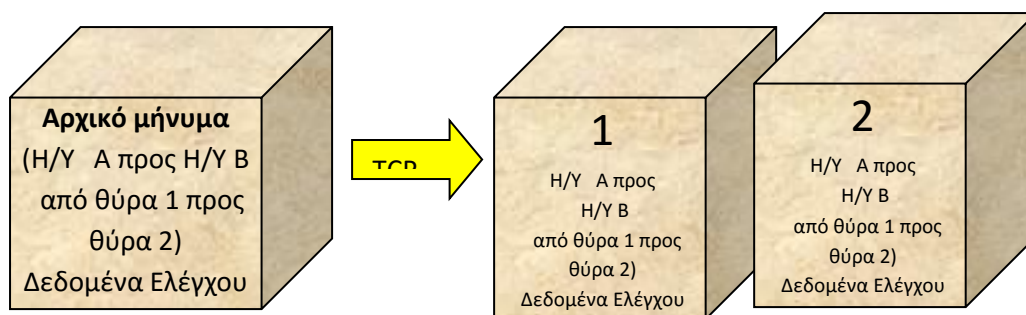 Αρχικό μήνυμα
(Η/Υ Α προς Η/Υ Β
από θύρα 1 προς
θύρα 2)
Δεδομένα Ελέγχου
TCP
1
Η/Υ Α προς
Η/Υ Β
από θύρα 1 προς
θύρα 2)
Δεδομένα Ελέγχου
2
Η/Υ Α προς
Η/Υ Β
από θύρα 1 προς
θύρα 2)
Δεδομένα Ελέγχου